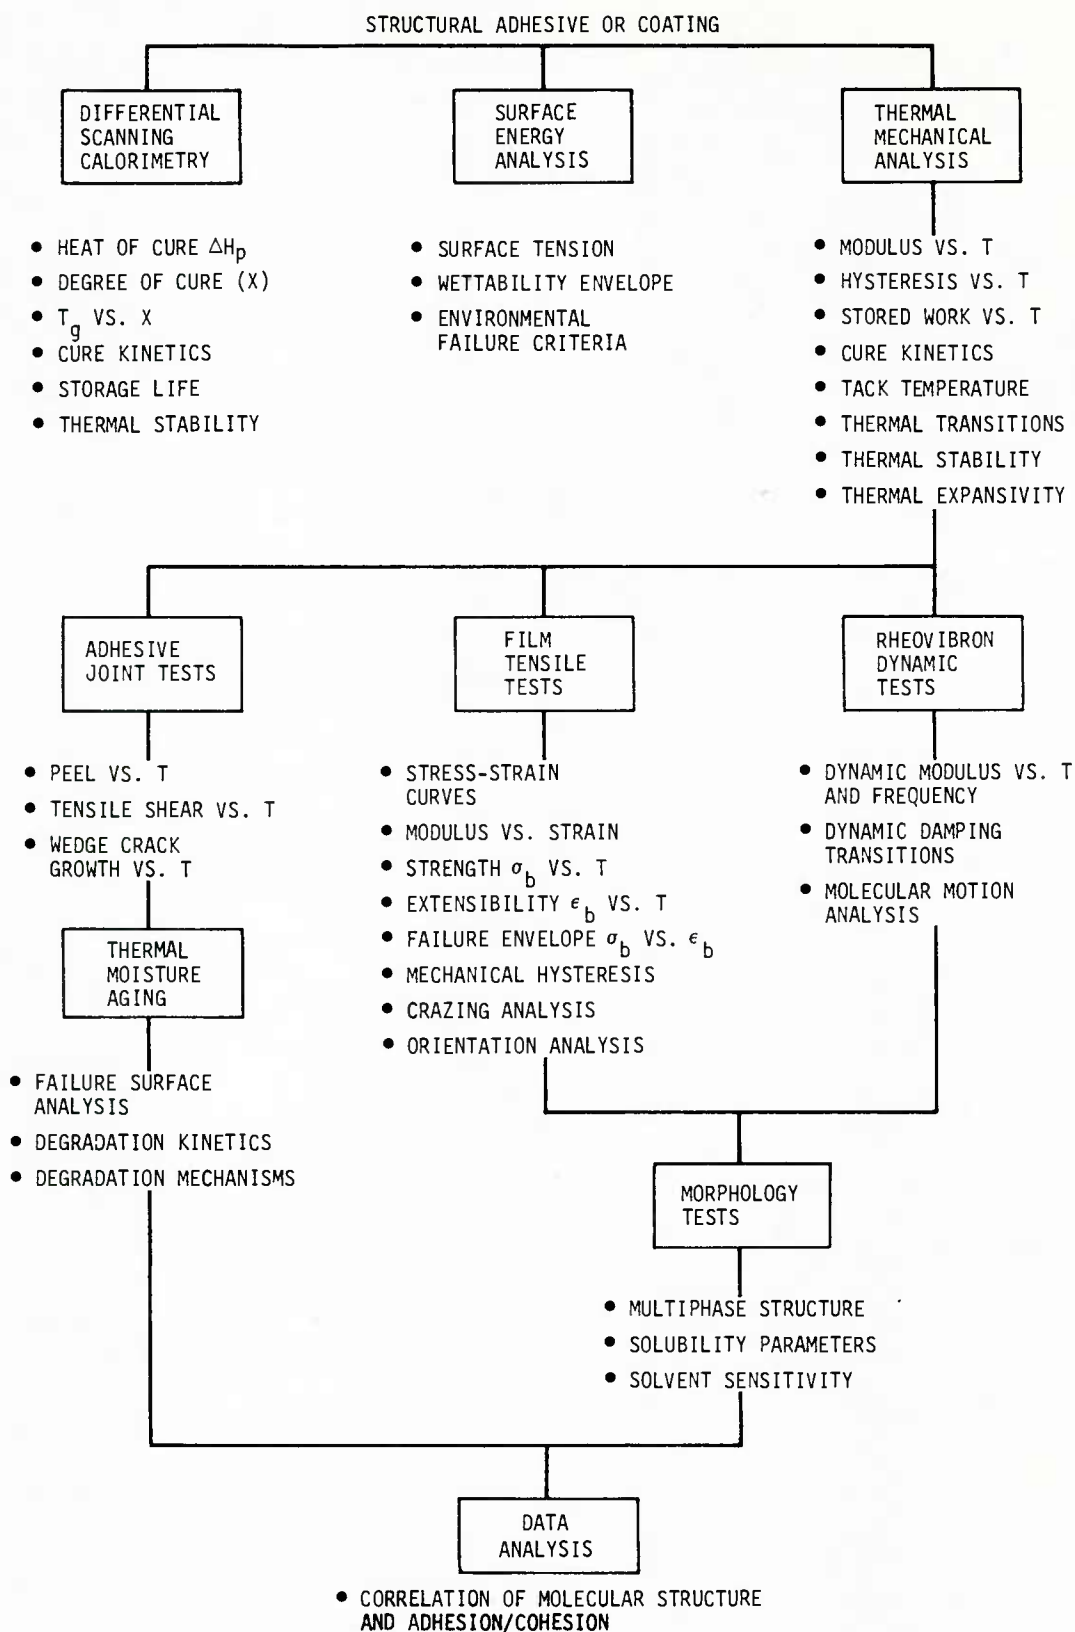 STRUCTURAL ADHESIVE OR COATING
DIFFERENTIAL
SCANNING
CALORIMETRY
SURFACE
ENERGY
ANALYSIS
THERMAL
MECHANICAL
ANALYSIS
• HEAT OF CURE ΔHp
• DEGREE OF CURE (X)
• Tg VS. X
• CURE KINETICS
• STORAGE LIFE
• THERMAL STABILITY
• SURFACE TENSION
• WETTABILITY ENVELOPE
• ENVIRONMENTAL
FAILURE CRITERIA
• MODULUS VS. T
• HYSTERESIS VS. T
• STORED WORK VS. T
• CURE KINETICS
• TACK TEMPERATURE
• THERMAL TRANSITIONS
• THERMAL STABILITY
• THERMAL EXPANSIVITY
ADHESIVE
JOINT TESTS
FILM
TENSILE
TESTS
RHEOVIBRON
DYNAMIC
TESTS
• PEEL VS. T
• TENSILE SHEAR VS. T
• WEDGE CRACK
GROWTH VS. T
• STRESS-STRAIN
CURVES
• MODULUS VS. STRAIN
• STRENGTH σb VS. T
• EXTENSIBILITY εb VS. T
• FAILURE ENVELOPE σb VS. εb
• MECHANICAL HYSTERESIS
• CRAZING ANALYSIS
• ORIENTATION ANALYSIS
• DYNAMIC MODULUS VS. T
AND FREQUENCY
• DYNAMIC DAMPING
TRANSITIONS
• MOLECULAR MOTION
ANALYSIS
THERMAL
MOISTURE
AGING
• FAILURE SURFACE
ANALYSIS
• DEGRADATION KINETICS
• DEGRADATION MECHANISMS
MORPHOLOGY
TESTS
• MULTIPHASE STRUCTURE
• SOLUBILITY PARAMETERS
• SOLVENT SENSITIVITY
DATA
ANALYSIS
• CORRELATION OF MOLECULAR STRUCTURE
AND ADHESION/COHESION